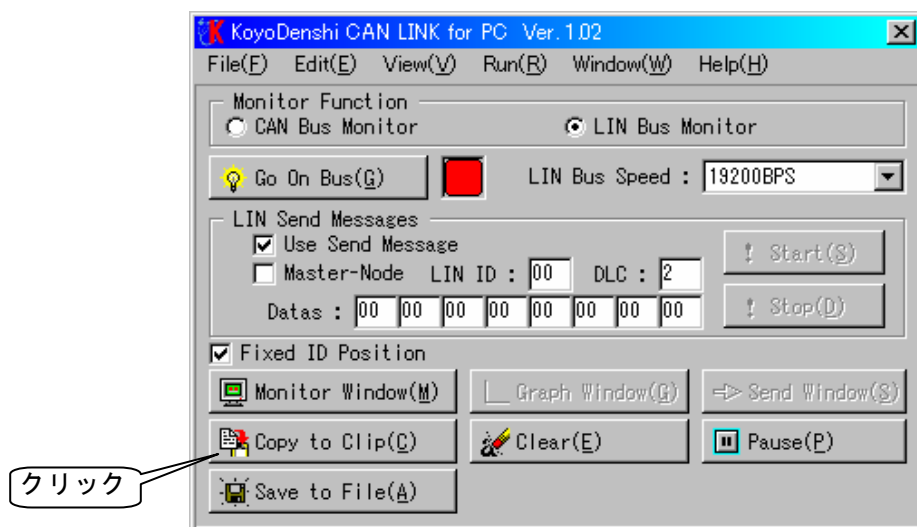 KoyoDenshi CAN LINK for PC Ver.1.02
File(F) Edit(E) View(V) Run(R) Window(W) Help(H)
Monitor Function
CAN Bus Monitor LIN Bus Monitor
Go On Bus(G) LIN Bus Speed : 19200BPS
LIN Send Messages
Use Send Message
Start(S)
Master-Node LIN ID : 00 DLC : 2
Datas : 00 00 00 00 00 00 00 00
Stop(D)
Fixed ID Position
Monitor Window(M) Graph Window(G) Send Window(S)
Copy to Clip(C) Clear(E) Pause(P)
クリック
Save to File(A)